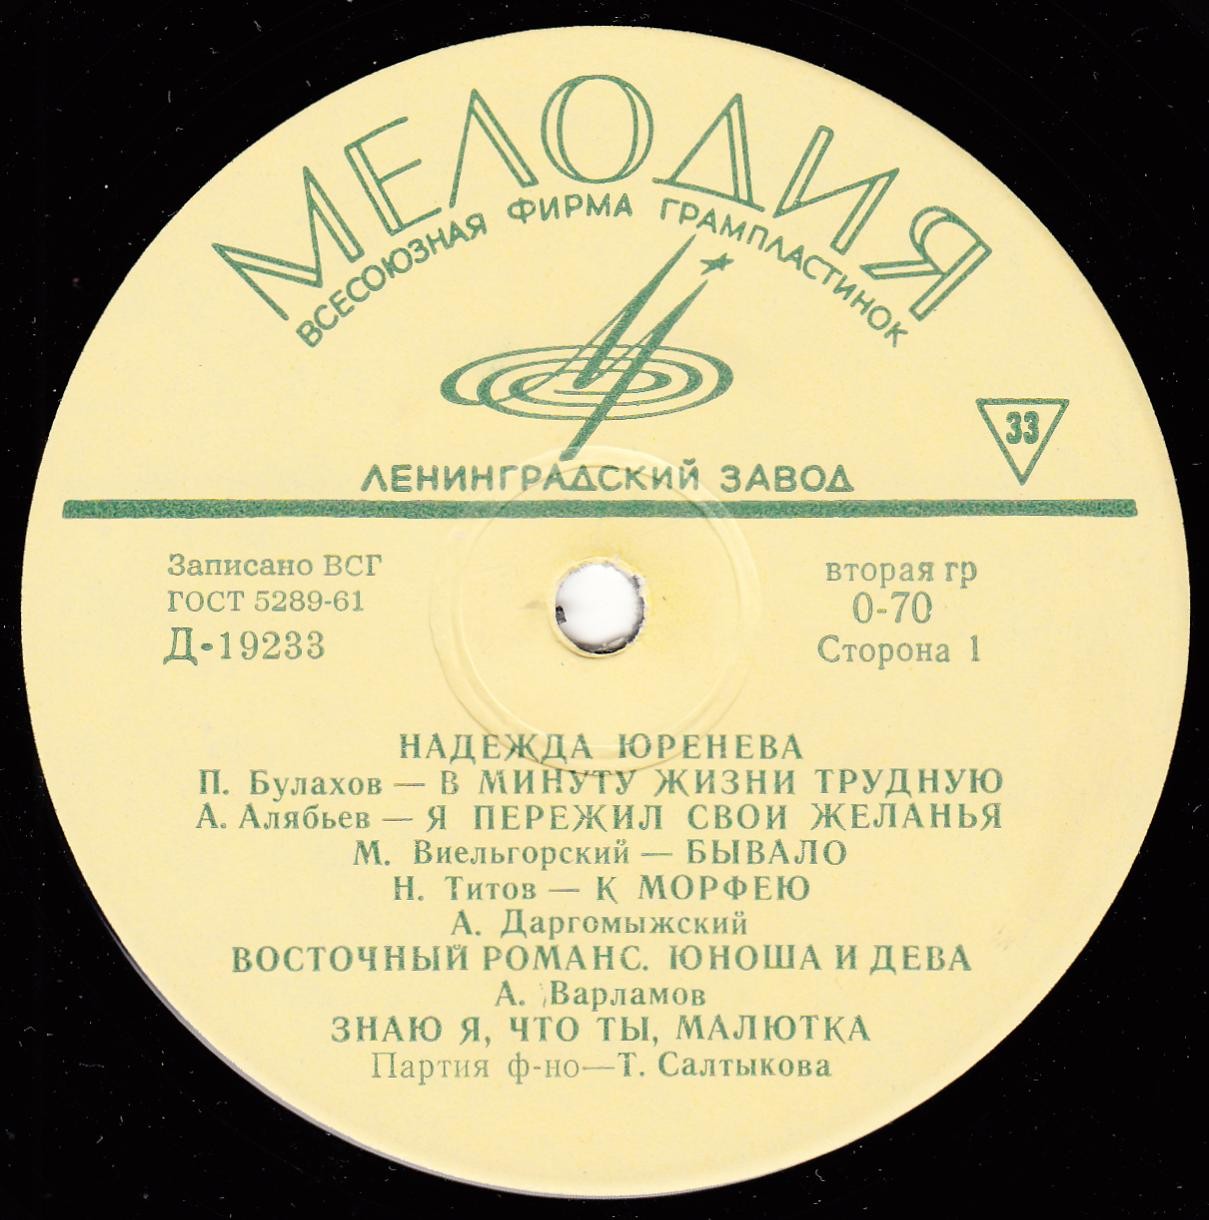 МЕЛОДИЯ
ВСЕСОЮЗНАЯ ФИРМА ГРАМПЛАСТИНОК
33
ЛЕНИНГРАДСКИЙ ЗАВОД
Записано ВСГ
ГОСТ 5289-61
Д•19233
вторая гр
0-70
Сторона 1
НАДЕЖДА ЮРЕНЕВА
П. Булахов — В МИНУТУ ЖИЗНИ ТРУДНУЮ
А. Алябьев — Я ПЕРЕЖИЛ СВОИ ЖЕЛАНЬЯ
М. Виельгорский — БЫВАЛО
Н. Титов — К МОРФЕЮ
А. Даргомыжский
ВОСТОЧНЫЙ РОМАНС. ЮНОША И ДЕВА
А. Варламов
ЗНАЮ Я, ЧТО ТЫ, МАЛЮТКА
Партия ф-но—Т. Салтыкова